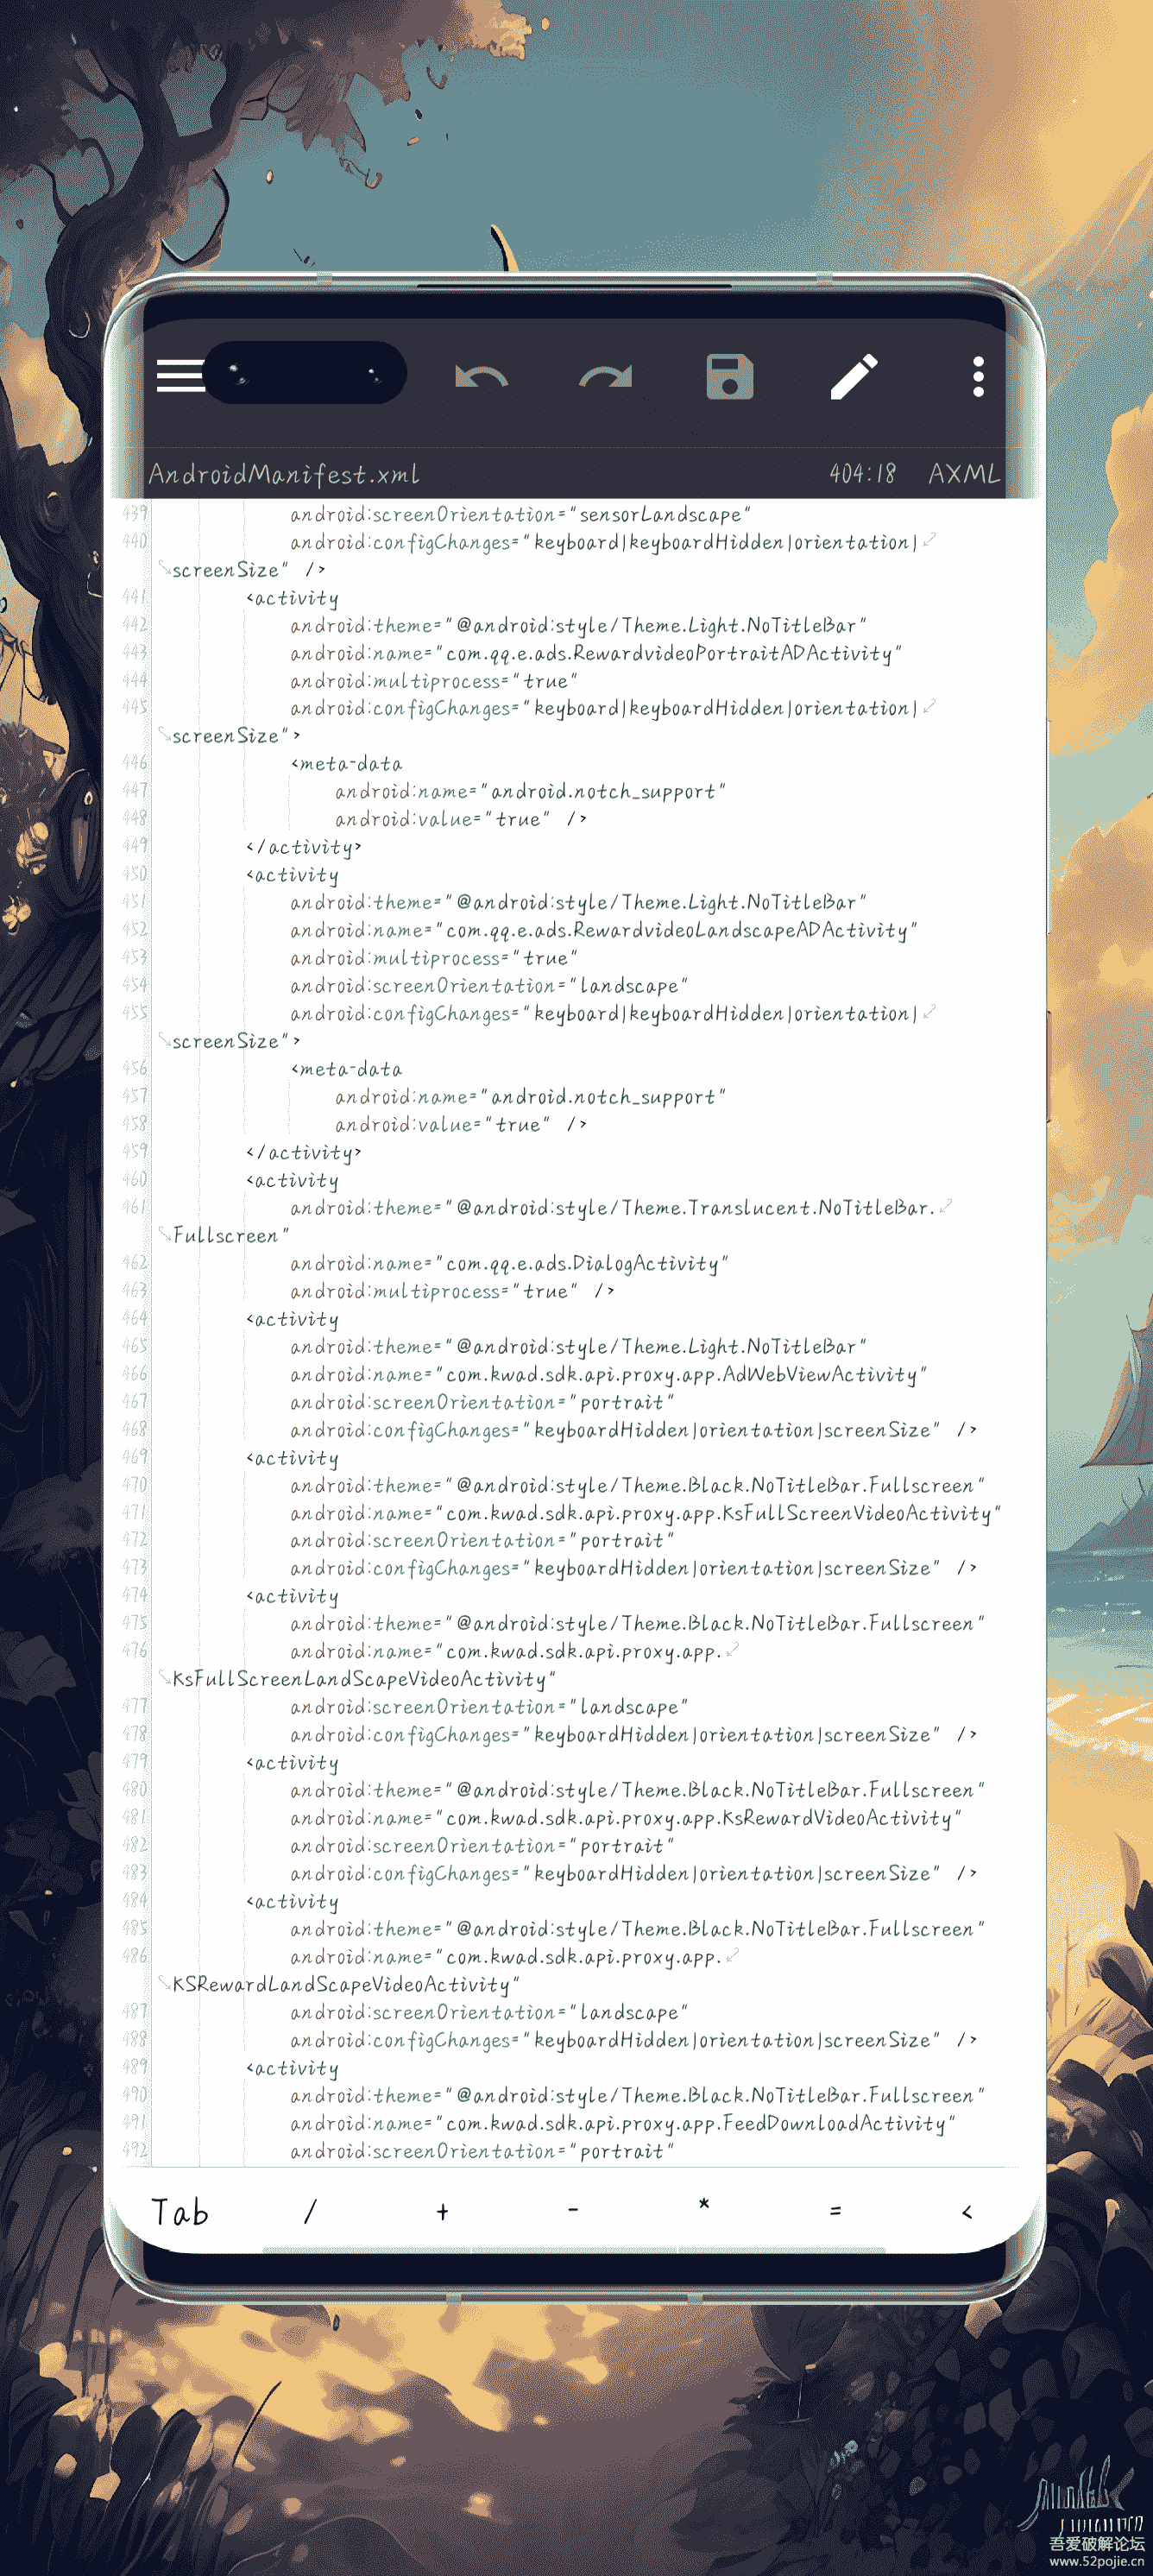 AndroidManifest.xml 404:18 AXML
439 android:screenOrientation="sensorLandscape"
440 android:configChanges="keyboard|keyboardHidden|orientation|
screenSize" />
441 <activity
442 android:theme="@android:style/Theme.Light.NoTitleBar"
443 android:name="com.qq.e.ads.RewardvideoPortraitADActivity"
444 android:multiprocess="true"
445 android:configChanges="keyboard|keyboardHidden|orientation|
screenSize">
446 <meta-data
447 android:name="android.notch_support"
448 android:value="true" />
449 </activity>
450 <activity
451 android:theme="@android:style/Theme.Light.NoTitleBar"
452 android:name="com.qq.e.ads.RewardvideoLandscapeADActivity"
453 android:multiprocess="true"
454 android:screenOrientation="landscape"
455 android:configChanges="keyboard|keyboardHidden|orientation|
screenSize">
456 <meta-data
457 android:name="android.notch_support"
458 android:value="true" />
459 </activity>
460 <activity
461 android:theme="@android:style/Theme.Translucent.NoTitleBar.
Fullscreen"
462 android:name="com.qq.e.ads.DialogActivity"
463 android:multiprocess="true" />
464 <activity
465 android:theme="@android:style/Theme.Light.NoTitleBar"
466 android:name="com.kwad.sdk.api.proxy.app.AdWebViewActivity"
467 android:screenOrientation="portrait"
468 android:configChanges="keyboardHidden|orientation|screenSize" />
469 <activity
470 android:theme="@android:style/Theme.Black.NoTitleBar.Fullscreen"
471 android:name="com.kwad.sdk.api.proxy.app.KsFullScreenVideoActivity"
472 android:screenOrientation="portrait"
473 android:configChanges="keyboardHidden|orientation|screenSize" />
474 <activity
475 android:theme="@android:style/Theme.Black.NoTitleBar.Fullscreen"
476 android:name="com.kwad.sdk.api.proxy.app.
KsFullScreenLandScapeVideoActivity"
477 android:screenOrientation="landscape"
478 android:configChanges="keyboardHidden|orientation|screenSize" />
479 <activity
480 android:theme="@android:style/Theme.Black.NoTitleBar.Fullscreen"
481 android:name="com.kwad.sdk.api.proxy.app.KsRewardVideoActivity"
482 android:screenOrientation="portrait"
483 android:configChanges="keyboardHidden|orientation|screenSize" />
484 <activity
485 android:theme="@android:style/Theme.Black.NoTitleBar.Fullscreen"
486 android:name="com.kwad.sdk.api.proxy.app.
KSRewardLandScapeVideoActivity"
487 android:screenOrientation="landscape"
488 android:configChanges="keyboardHidden|orientation|screenSize" />
489 <activity
490 android:theme="@android:style/Theme.Black.NoTitleBar.Fullscreen"
491 android:name="com.kwad.sdk.api.proxy.app.FeedDownloadActivity"
492 android:screenOrientation="portrait"
Tab / + - * = <
吾爱破解论坛
www.52pojie.cn